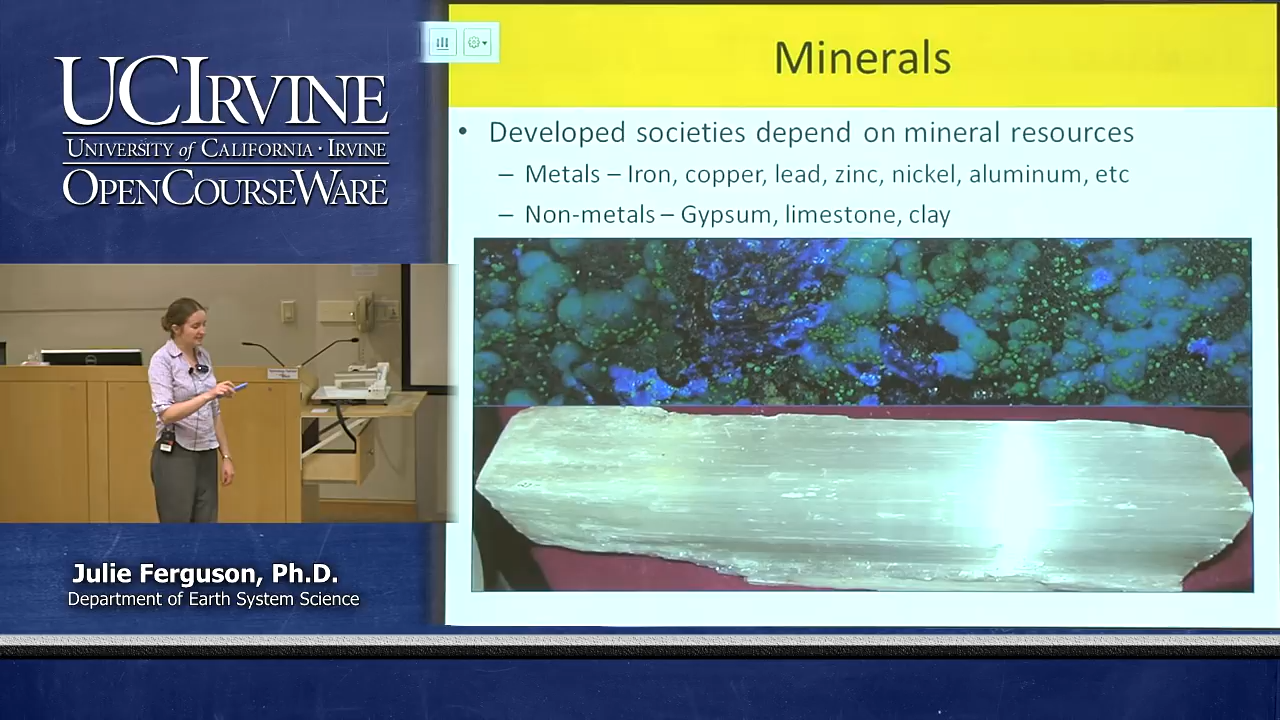 UCIRVINE
UNIVERSITY of CALIFORNIA · IRVINE
OPENCOURSEWARE
Minerals
• Developed societies depend on mineral resources
– Metals – Iron, copper, lead, zinc, nickel, aluminum, etc
– Non-metals – Gypsum, limestone, clay
Julie Ferguson, Ph.D.
Department of Earth System Science